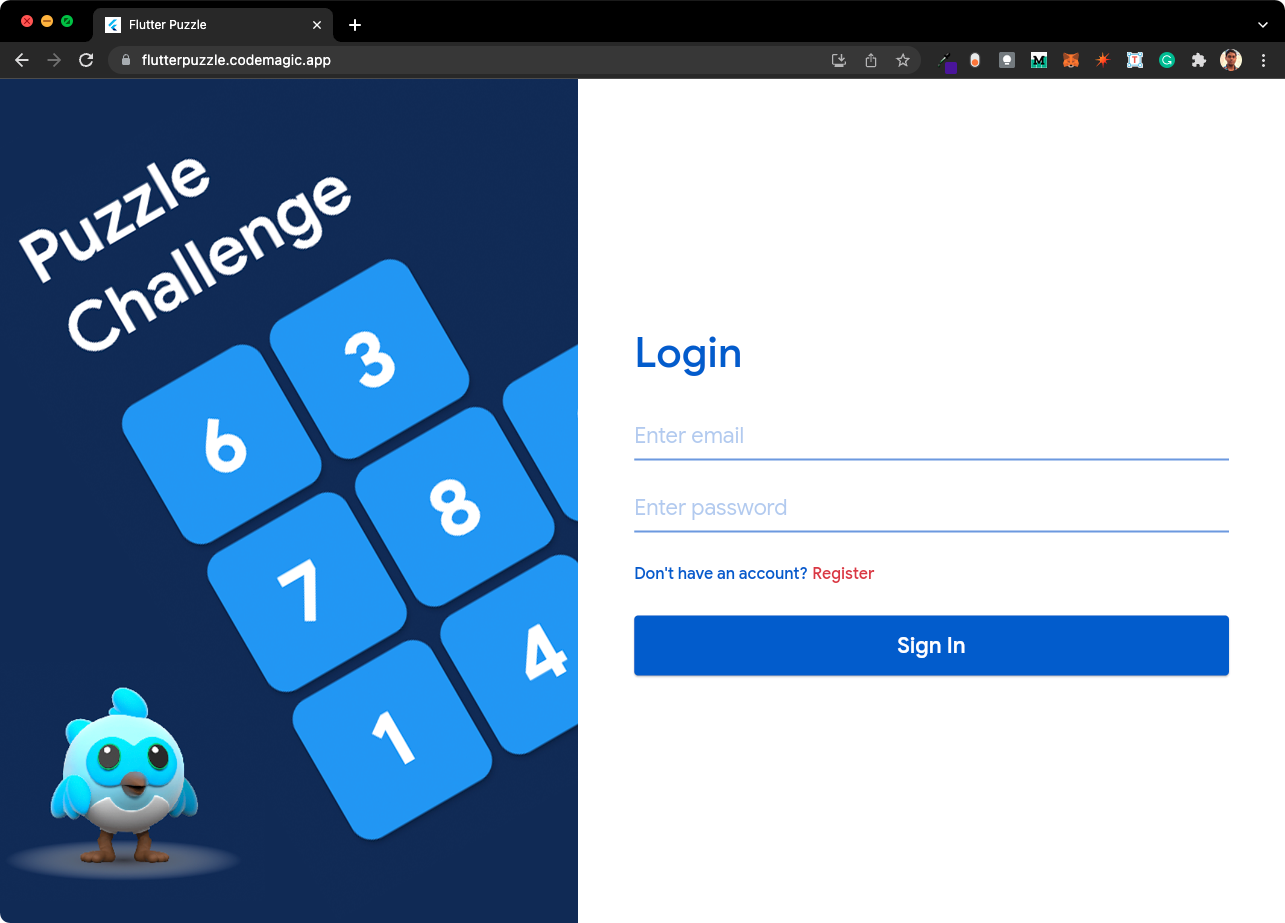 Flutter Puzzle
flutterpuzzle.codemagic.app
Puzzle
Challenge
3
6
8
7
4
1
Login
Enter email
Enter password
Don't have an account? Register
Sign In